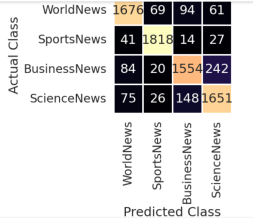 WorldNews 1676 69 94 61
SportsNews 41 1818 14 27
BusinessNews 84 20 1554 242
ScienceNews 75 26 148 1651
Actual Class
WorldNews
SportsNews
BusinessNews
ScienceNews
Predicted Class